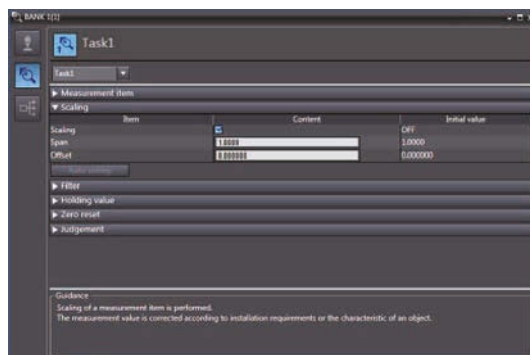 BANK 1(1)
Task1
Task1
Measurement item
Scaling
Item Content Initial value
Scaling OFF
Span 1.0000 1.0000
Offset 0.000000 0.000000
Filter
Holding value
Zero reset
Judgement
Guidance
Scaling of a measurement item is performed.
The measurement value is corrected according to installation requirements or the characteristic of an object.